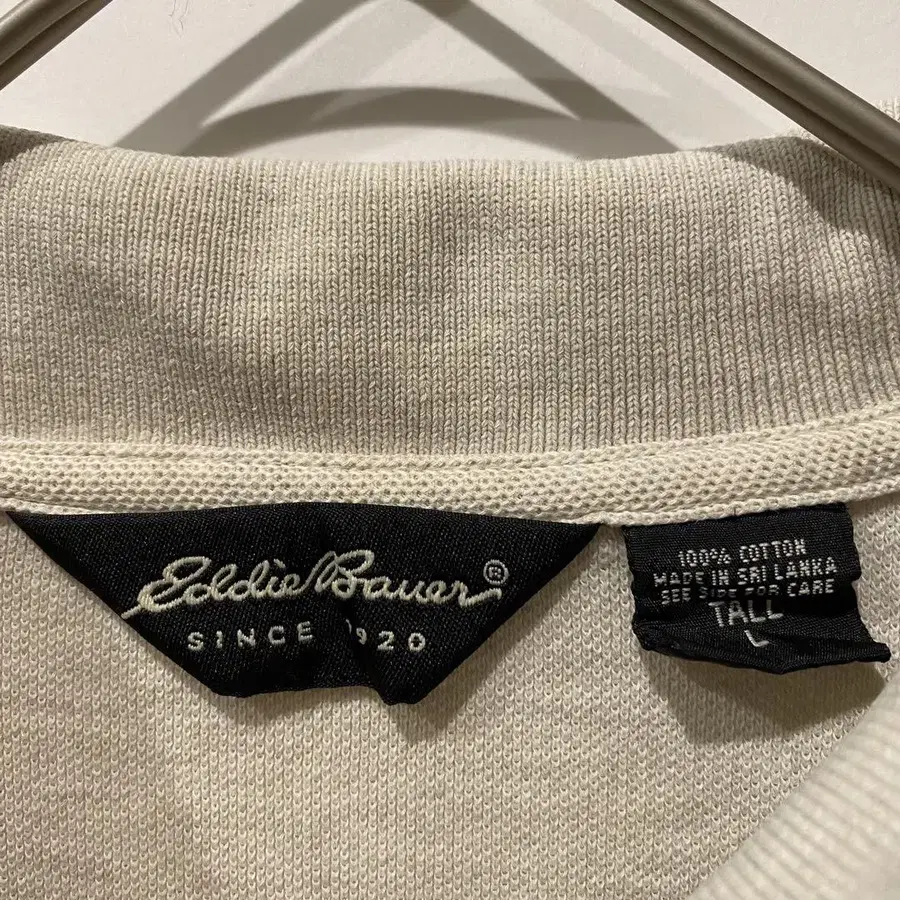 Eddie Bauer®
SINCE 1920
100% COTTON
MADE IN SRI LANKA
SEE SIDE FOR CARE
TALL
L